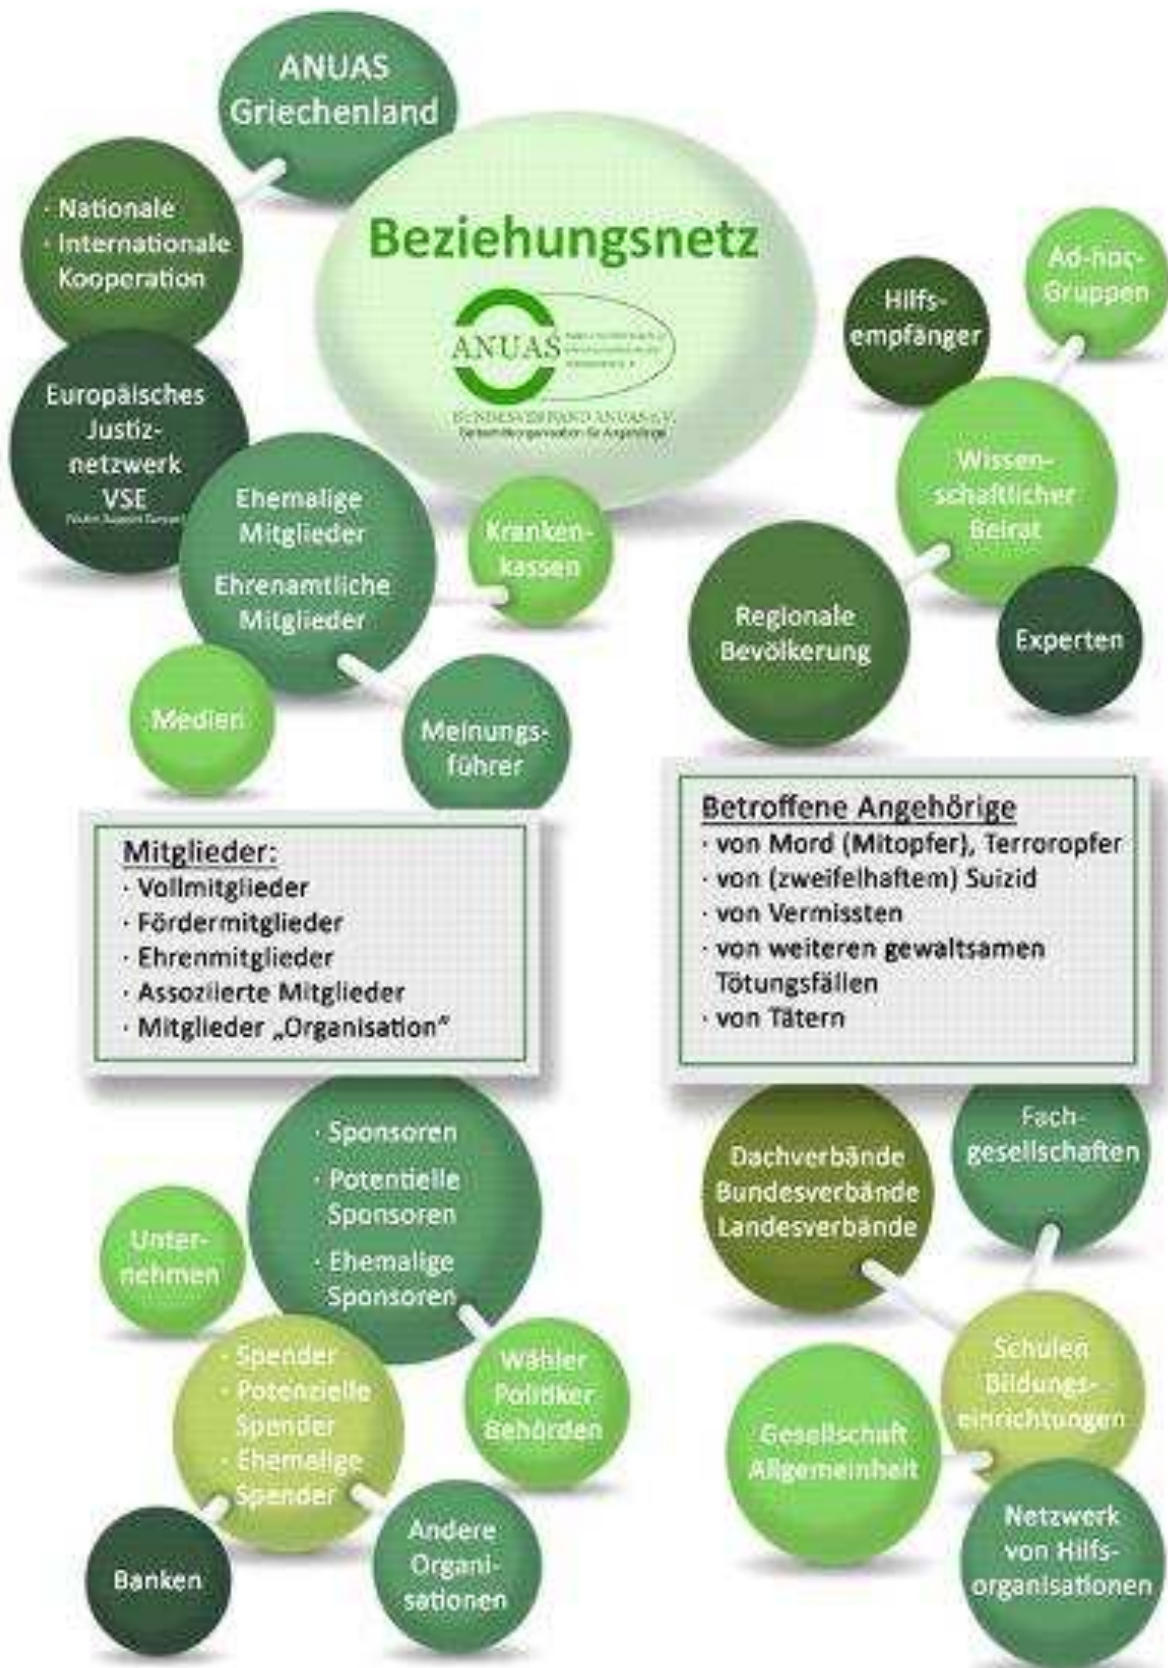 ANUAS
Griechenland
· Nationale
· Internationale
Kooperation
Beziehungsnetz
ANUAS
BUNDESVERBAND ANUAS e.V.
für Angehörige
Europäisches
Justiz-
netzwerk
VSE
Ehemalige
Mitglieder
Ehrenamtliche
Mitglieder
Kranken-
kassen
Medien
Meinungs-
führer
Hilfs-
empfänger
Ad-hoc-
Gruppen
Wissen-
schaftlicher
Beirat
Regionale
Bevölkerung
Experten
Mitglieder:
· Vollmitglieder
· Fördermitglieder
· Ehrenmitglieder
· Assoziierte Mitglieder
· Mitglieder „Organisation“
Betroffene Angehörige
· von Mord (Mitopfer), Terroropfer
· von (zweifelhaftem) Suizid
· von Vermissten
· von weiteren gewaltsamen
Tötungsfällen
· von Tätern
· Sponsoren
· Potentielle
Sponsoren
· Ehemalige
Sponsoren
Unter-
nehmen
· Spender
· Potenzielle
Spender
· Ehemalige
Spender
Wähler
Politiker
Behörden
Banken
Andere
Organi-
sationen
Dachverbände
Bundesverbände
Landesverbände
Fach-
gesellschaften
Schulen
Bildungs-
einrichtungen
Gesellschaft
Allgemeinheit
Netzwerk
von Hilfs-
organisationen